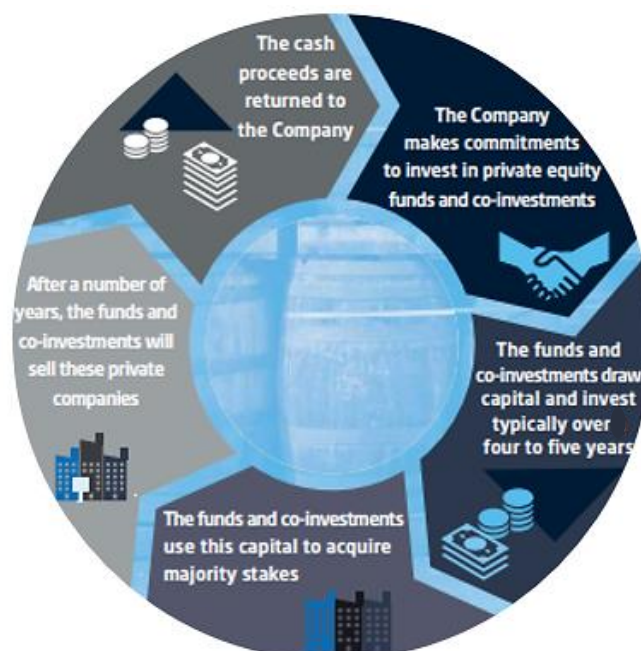 The cash
proceeds are
returned to
the Company
The Company
makes commitments
to invest in private equity
funds and co-investments
The funds and
co-investments draw
capital and invest
typically over
four to five years
The funds and co-investments
use this capital to acquire
majority stakes
After a number of
years, the funds and
co-investments will
sell these private
companies